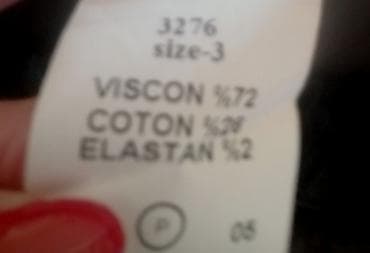 3276
size-3
VISCON %72
COTON %26
ELASTAN %2
P 05